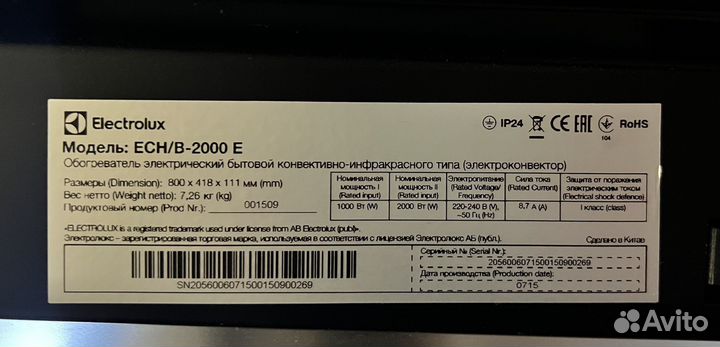 Electrolux
IP24 CE EAC 104 RoHS
Модель: ECH/B-2000 E
Обогреватель электрический бытовой конвективно-инфракрасного типа (электроконвектор)
Размеры (Dimension): 800 x 418 x 111 мм (mm)
Вес нетто (Weight netto): 7,26 кг (kg)
Продуктовый номер (Prod Nr.): 001509
Номинальная мощность I (Rated input)
Номинальная мощность II (Rated input)
Электропитание (Rated Voltage/ Frequency)
Сила тока (Rated Current)
Защита от поражения электрическим током (Electrical shock defence)
1000 Вт (W)
2000 Вт (W)
220-240 В (V), ~50 Гц (Hz)
8,7 А (A)
I класс (class)
«ELECTROLUX is a registered trademark used under license from AB Electrolux (publ)».
Электролюкс – зарегистрированная торговая марка, используемая в соответствии с лицензией Электролюкс АБ (публ.).
Сделано в Китае
SN2056006071500150900269
Серийный № (Serial Nr.):
2056006071500150900269
Дата производства (Production date):
0715
Avito